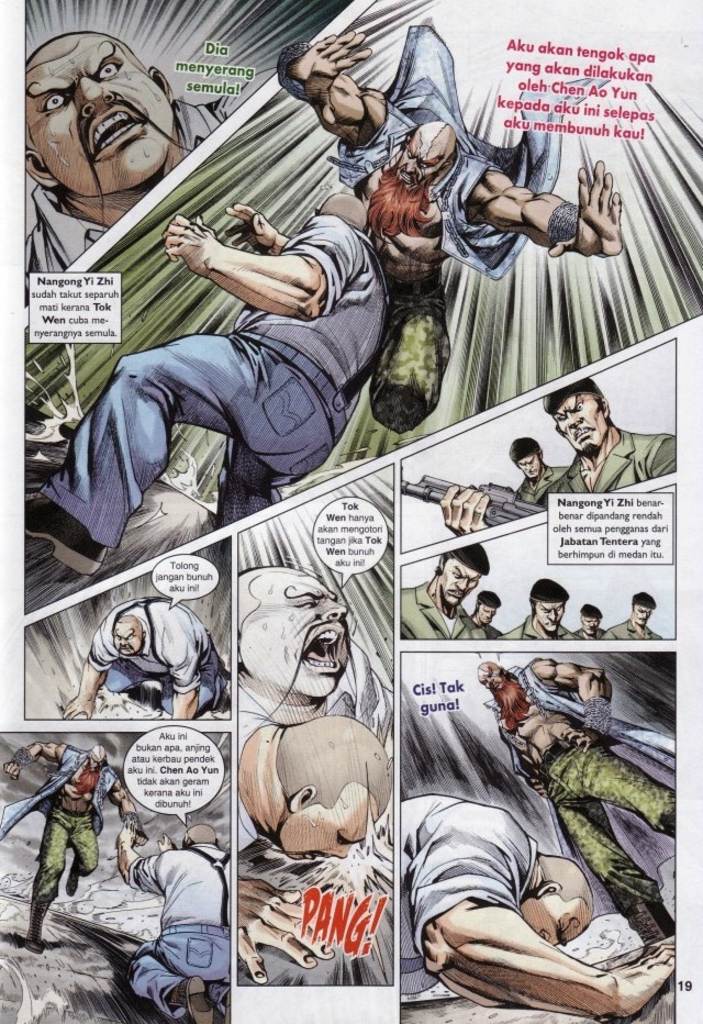 Dia
menyerang
semula!
Aku akan tengok apa
yang akan dilakukan
oleh Chen Ao Yun
kepada aku ini selepas
aku membunuh kau!
Nangong Yi Zhi
sudah takut separuh
mati kerana Tok
Wen cuba me-
nyerangnya semula.
Nangong Yi Zhi benar-
benar dipandang rendah
oleh semua pengganas dari
Jabatan Tentera yang
berhimpun di medan itu.
Tolong
jangan bunuh
aku ini!
Tok
Wen hanya
akan mengotori
tangan jika Tok
Wen bunuh
aku ini!
Aku ini
bukan apa, anjing
atau kerbau pendek
aku ini. Chen Ao Yun
tidak akan geram
kerana aku ini
dibunuh!
PANG!
Cis! Tak
guna!
19